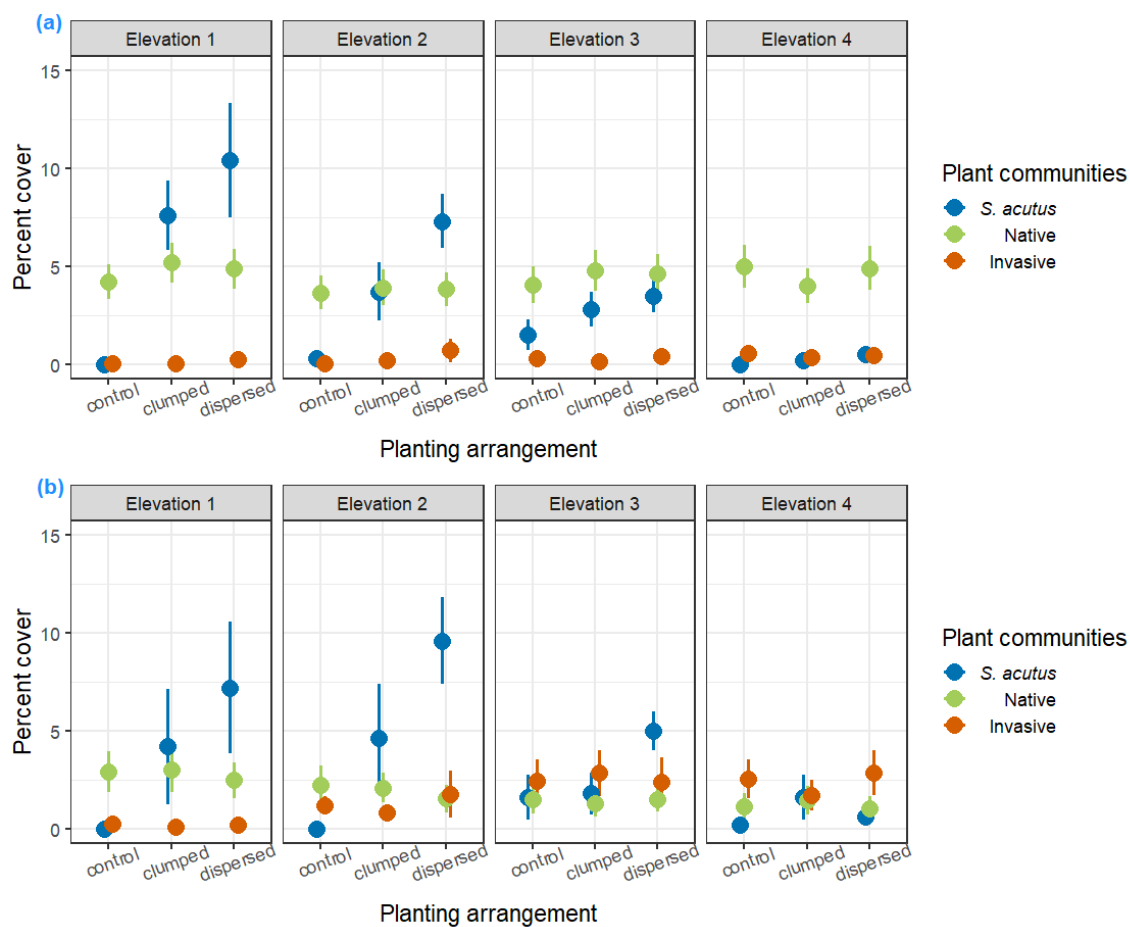 (a)
Elevation 1 Elevation 2 Elevation 3 Elevation 4
15
10
5
0
Percent cover
control clumped dispersed control clumped dispersed control clumped dispersed control clumped dispersed
Planting arrangement
Plant communities
S. acutus
Native
Invasive
(b)
Elevation 1 Elevation 2 Elevation 3 Elevation 4
15
10
5
0
Percent cover
control clumped dispersed control clumped dispersed control clumped dispersed control clumped dispersed
Planting arrangement
Plant communities
S. acutus
Native
Invasive